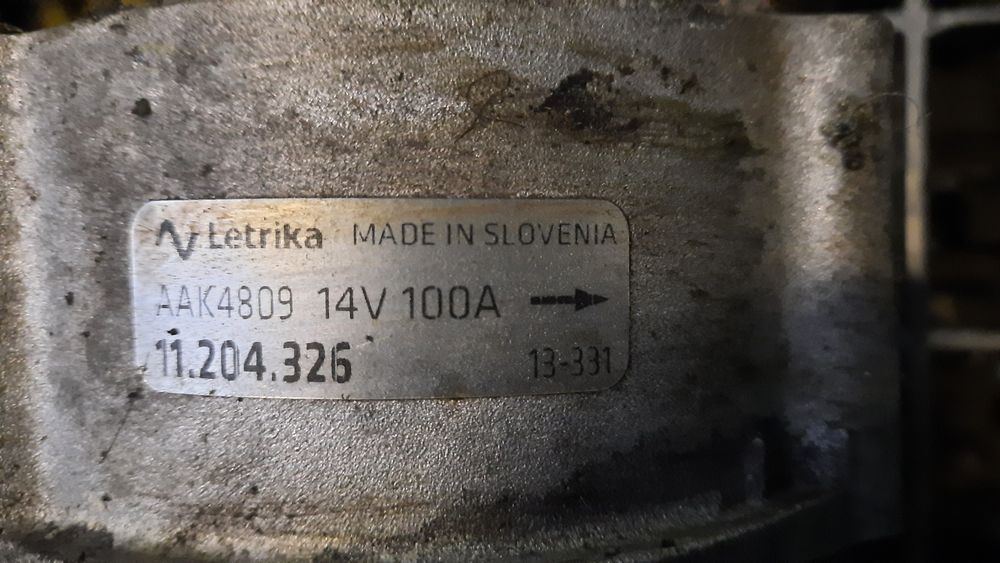 Letrika MADE IN SLOVENIA
AAK4809 14V 100A
11.204.326 13-331